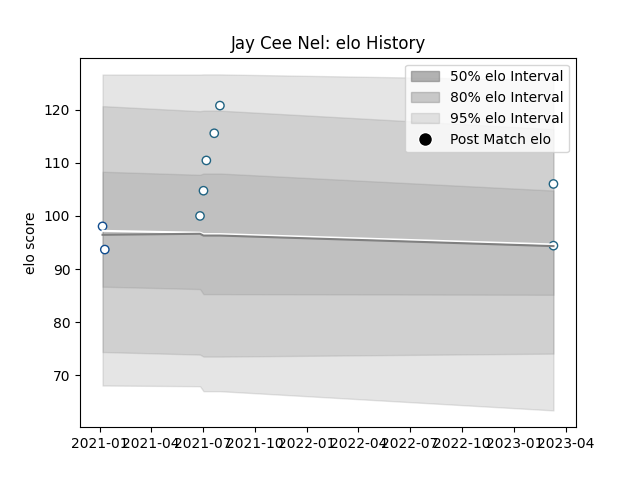 Jay Cee Nel: elo History
50% elo Interval
80% elo Interval
95% elo Interval
Post Match elo
elo score
120
110
100
90
80
70
2021-01 2021-04 2021-07 2021-10 2022-01 2022-04 2022-07 2022-10 2023-01 2023-04